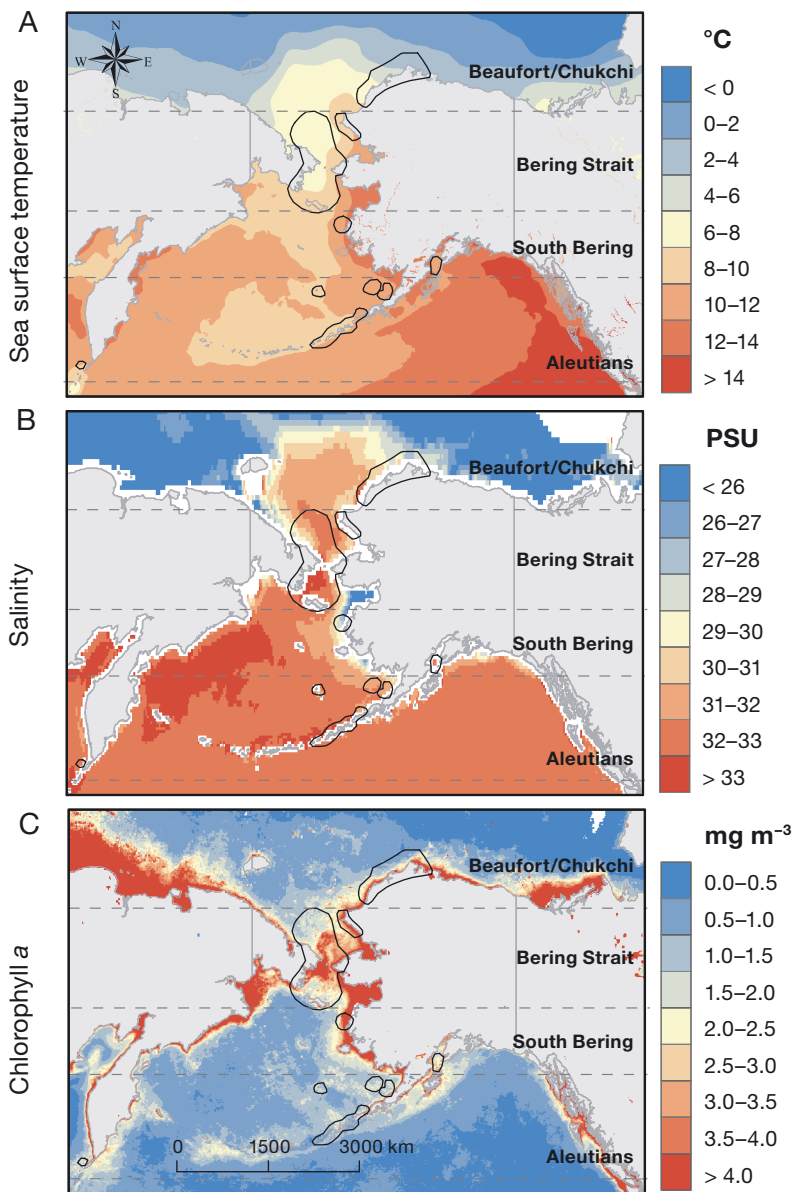 A
N
W
E
S
Sea surface temperature
Beaufort/Chukchi
Bering Strait
South Bering
Aleutians
°C
< 0
0–2
2–4
4–6
6–8
8–10
10–12
12–14
> 14
B
Salinity
Beaufort/Chukchi
Bering Strait
South Bering
Aleutians
PSU
< 26
26–27
27–28
28–29
29–30
30–31
31–32
32–33
> 33
C
Chlorophyll a
Beaufort/Chukchi
Bering Strait
South Bering
Aleutians
0 1500 3000 km
mg m⁻³
0.0–0.5
0.5–1.0
1.0–1.5
1.5–2.0
2.0–2.5
2.5–3.0
3.0–3.5
3.5–4.0
> 4.0